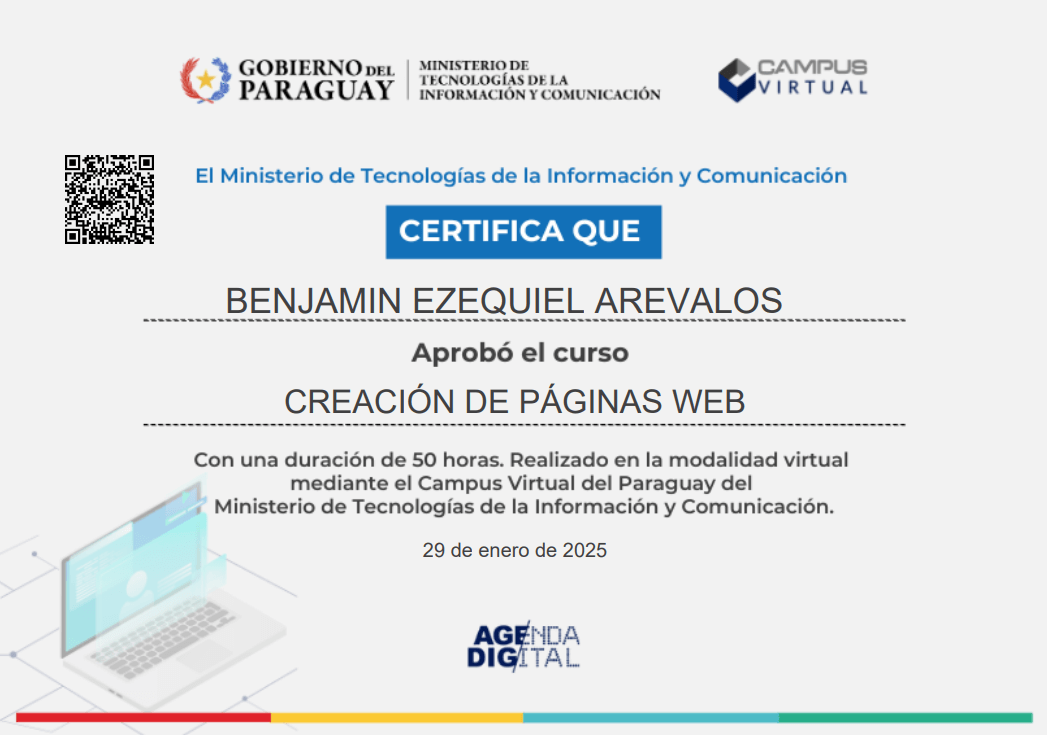 GOBIERNO DEL
PARAGUAY
MINISTERIO DE
TECNOLOGÍAS DE LA
INFORMACIÓN Y COMUNICACIÓN
CAMPUS
VIRTUAL
El Ministerio de Tecnologías de la Información y Comunicación
CERTIFICA QUE
BENJAMIN EZEQUIEL AREVALOS
Aprobó el curso
CREACIÓN DE PÁGINAS WEB
Con una duración de 50 horas. Realizado en la modalidad virtual
mediante el Campus Virtual del Paraguay del
Ministerio de Tecnologías de la Información y Comunicación.
29 de enero de 2025
AGENDA
DIGITAL